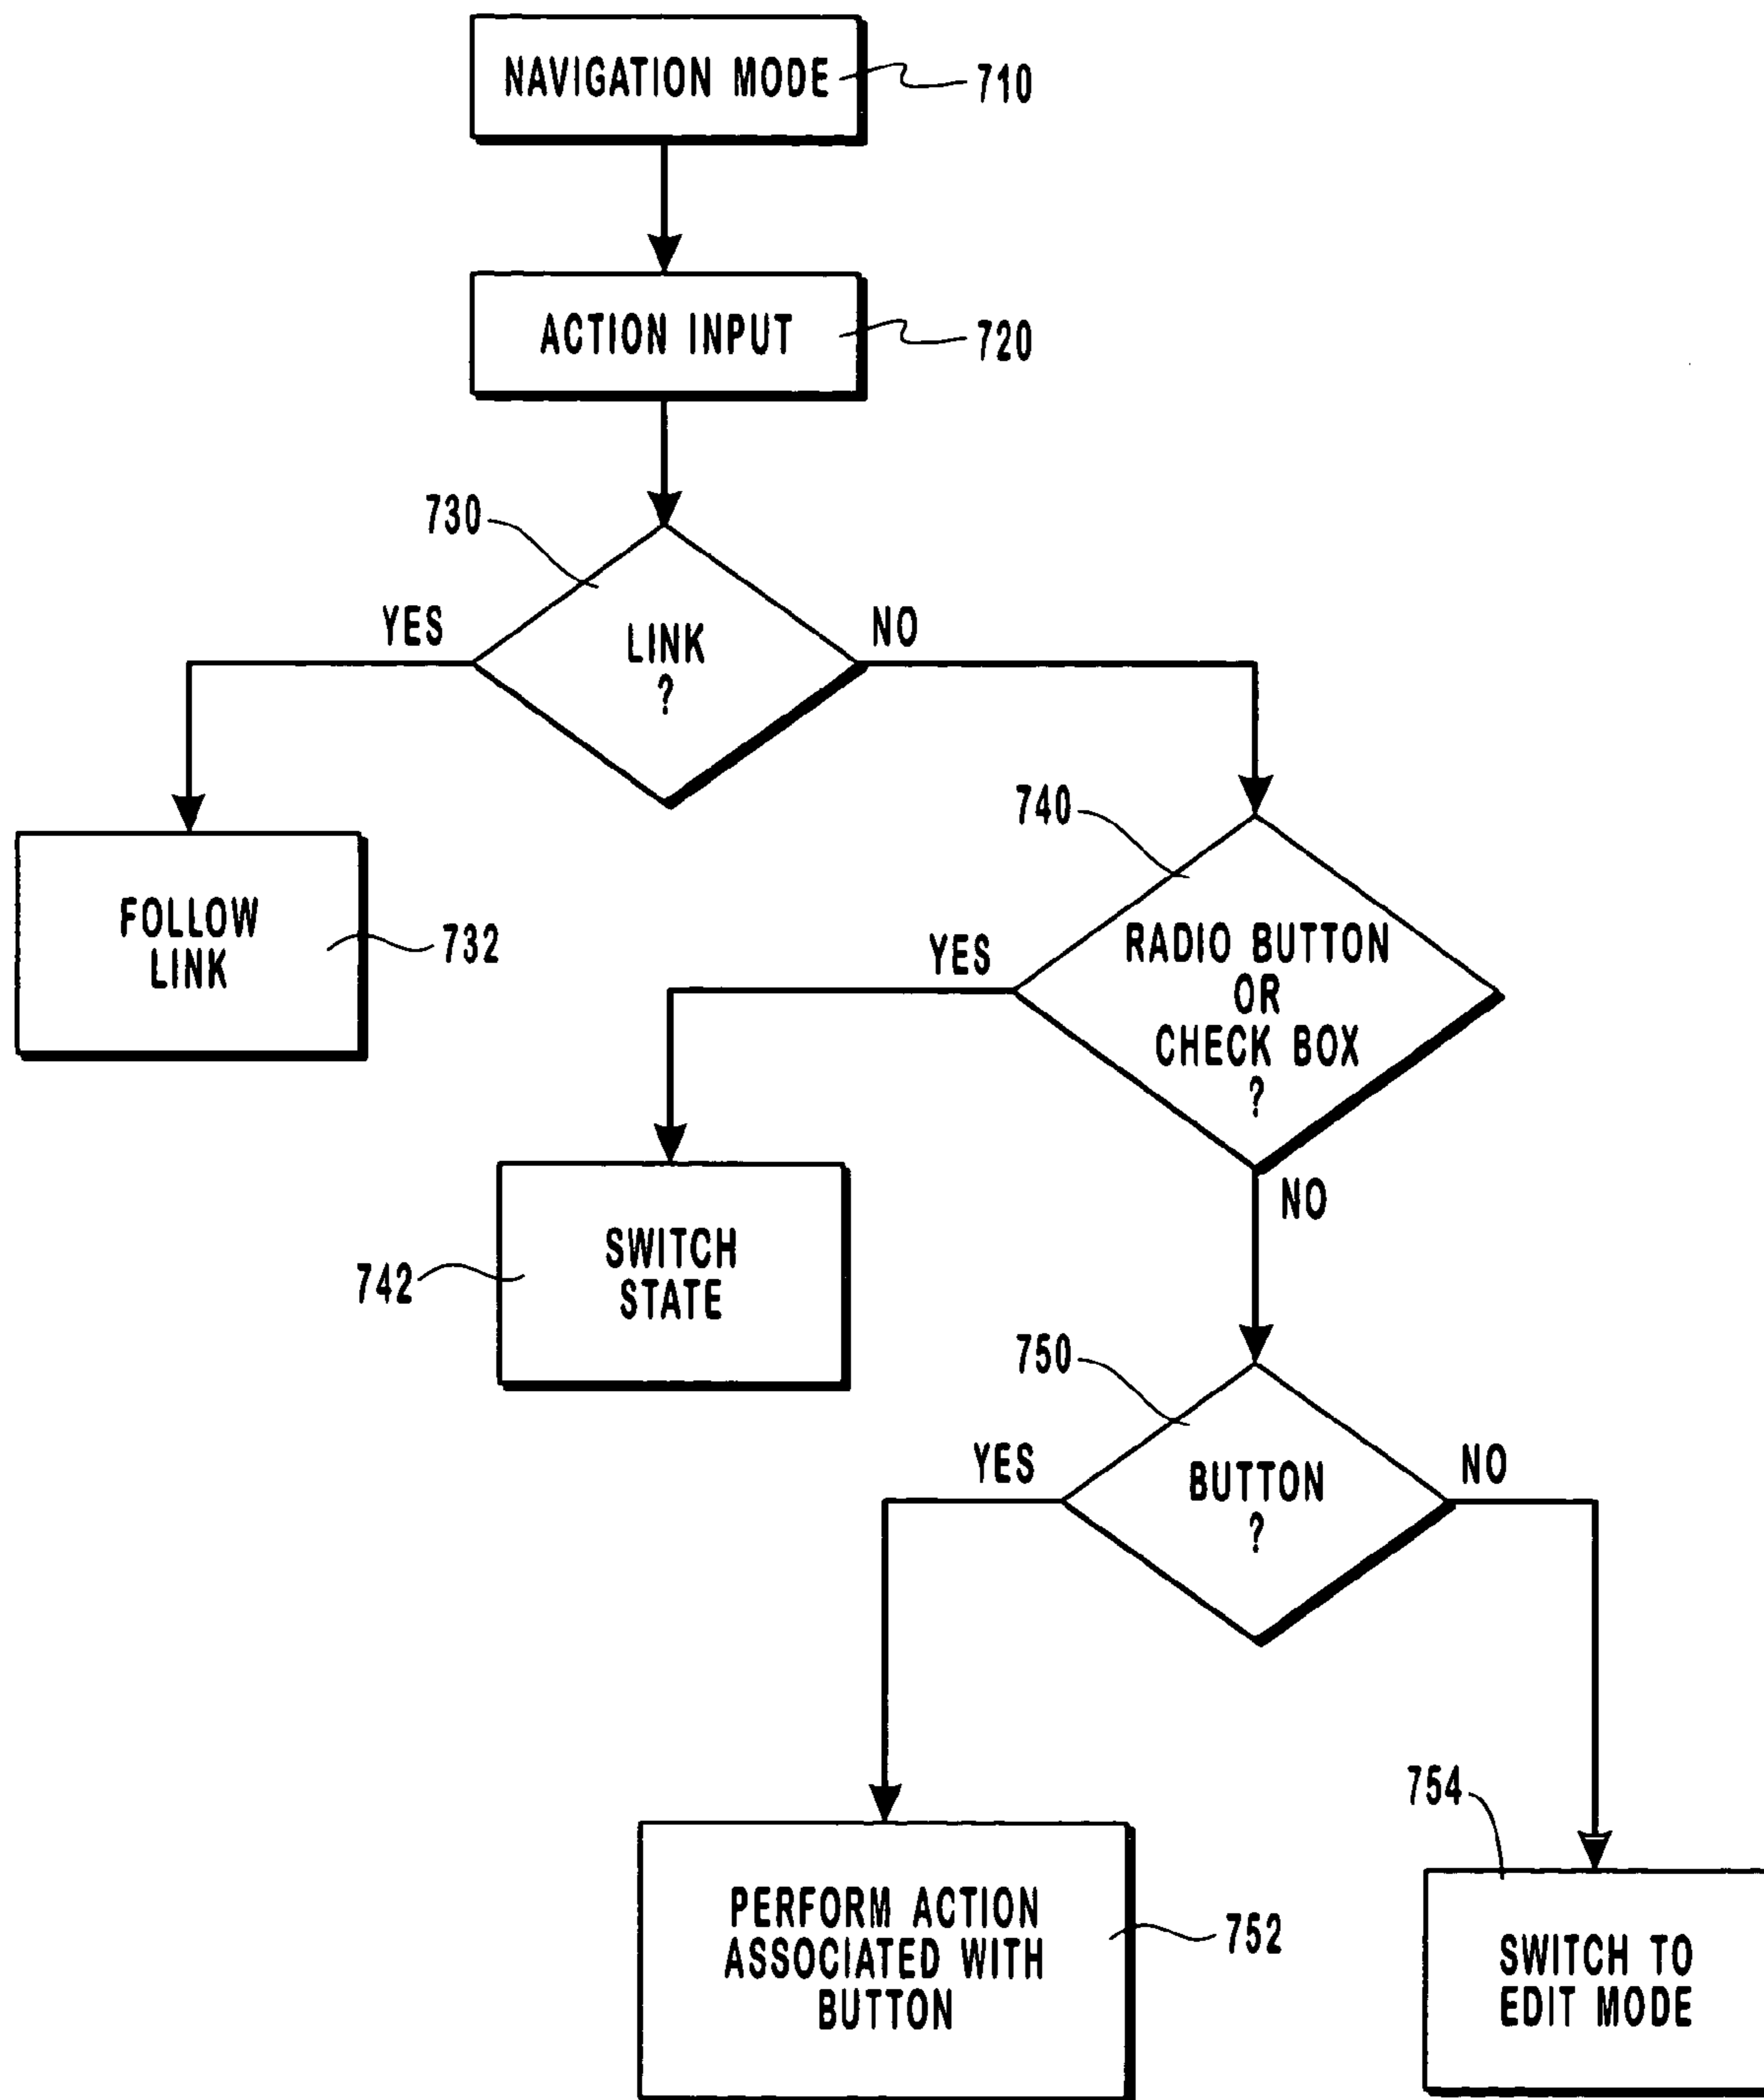 NAVIGATION MODE
710
ACTION INPUT
720
730
YES
NO
LINK
?
740
FOLLOW
LINK
732
YES
RADIO BUTTON
OR
CHECK BOX
?
NO
742
SWITCH
STATE
750
YES
NO
BUTTON
?
754
PERFORM ACTION
ASSOCIATED WITH
BUTTON
752
SWITCH TO
EDIT MODE